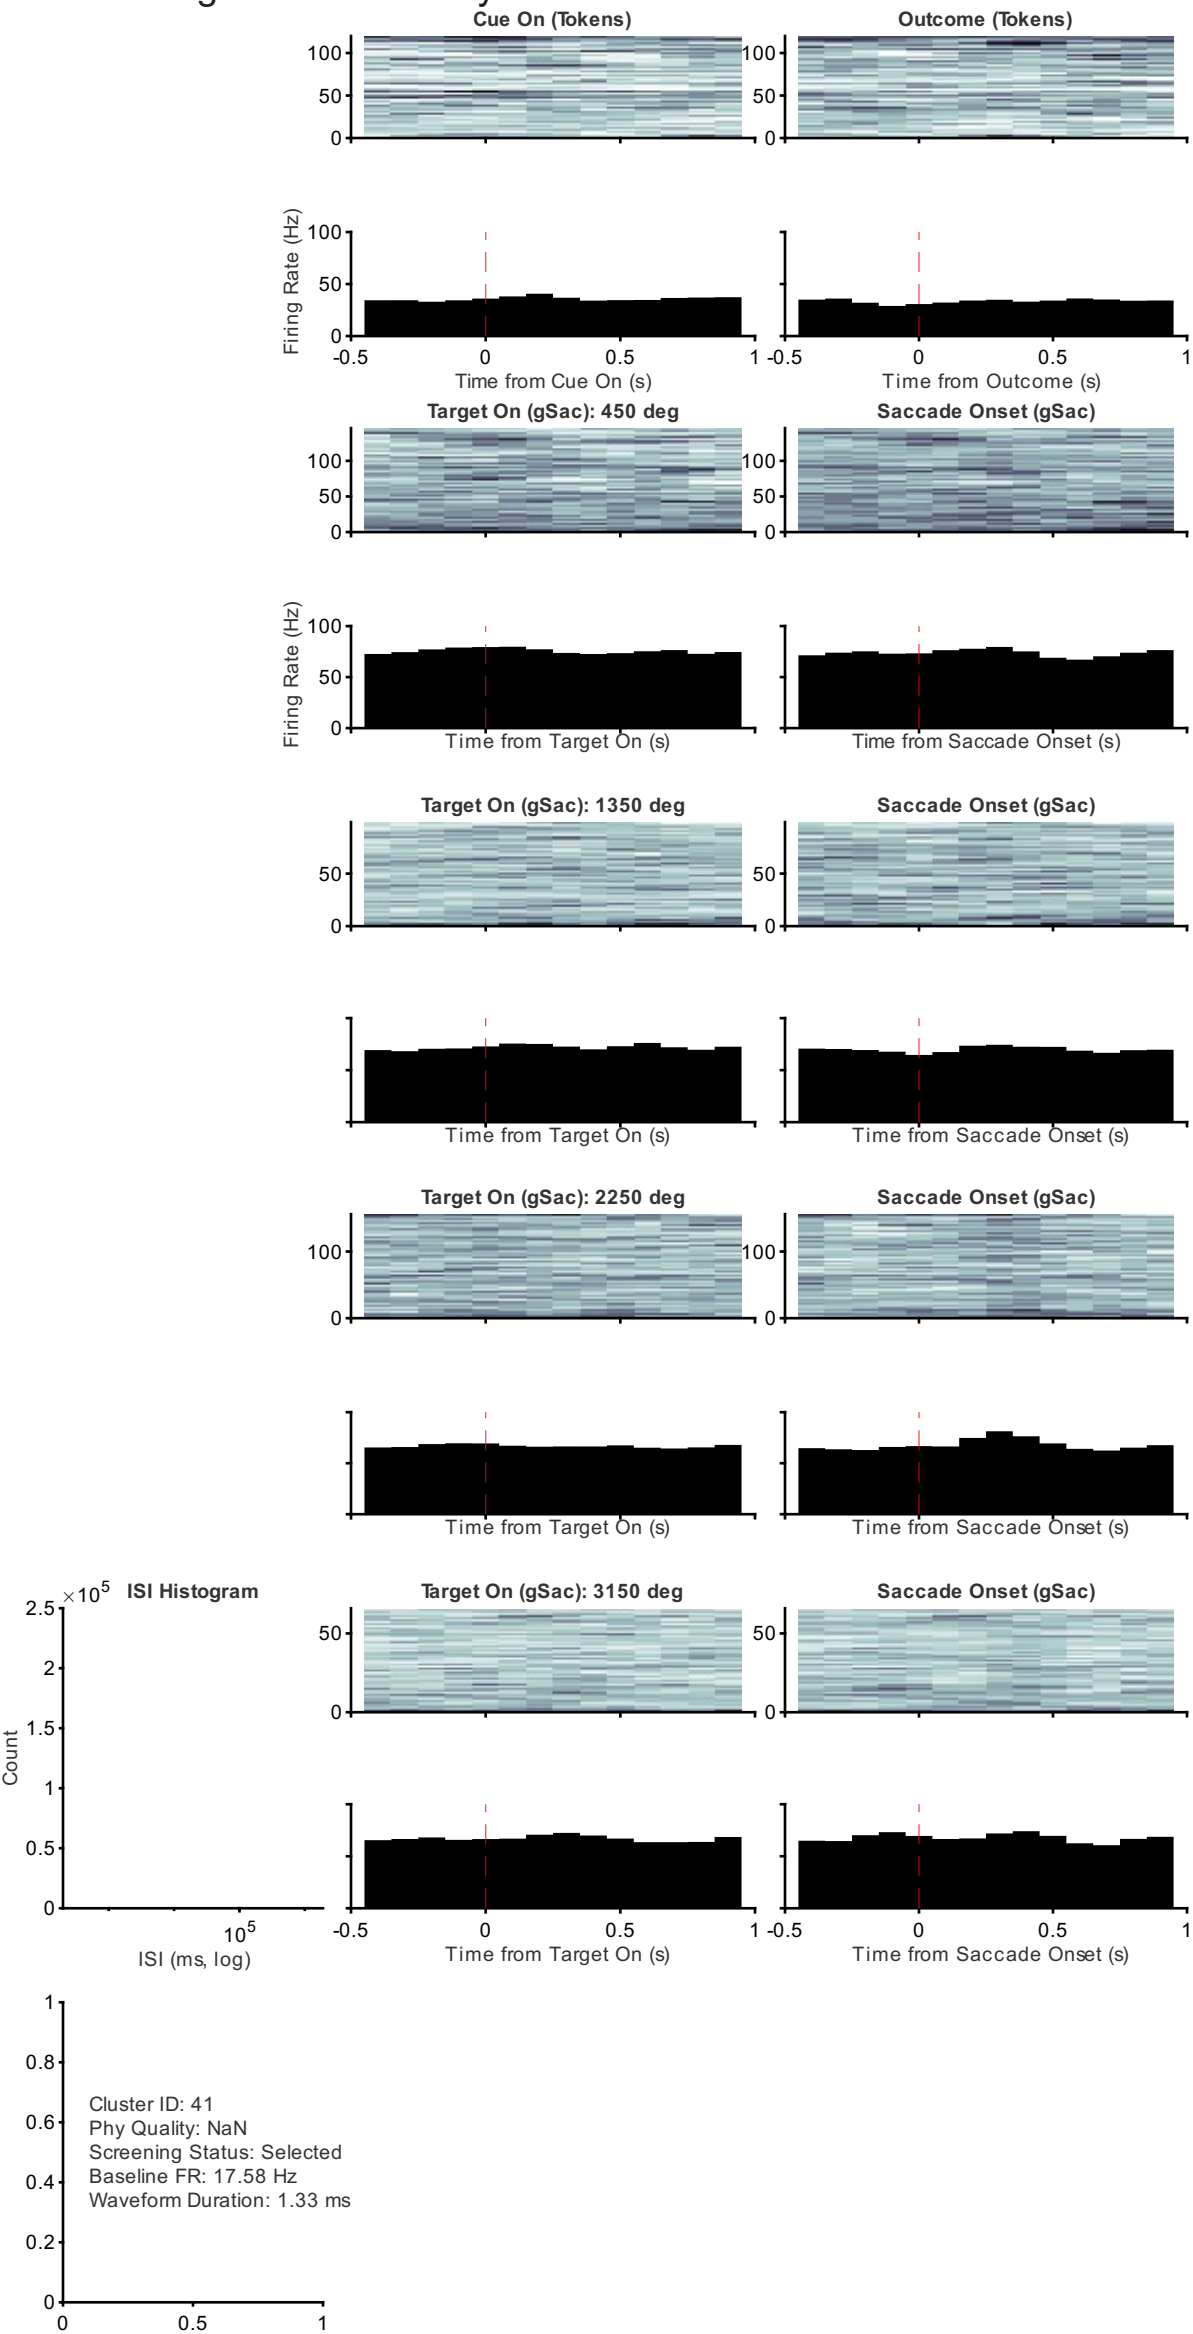 Cue On (Tokens) Outcome (Tokens)
100 100
50 50
0 0
Firing Rate (Hz)
100
50
0
-0.5 0 0.5 1 -0.5 0 0.5 1
Time from Cue On (s) Time from Outcome (s)
Target On (gSac): 450 deg Saccade Onset (gSac)
100 100
50 50
0 0
Firing Rate (Hz)
100
50
0
Time from Target On (s) Time from Saccade Onset (s)
Target On (gSac): 1350 deg Saccade Onset (gSac)
50 50
0 0
Time from Target On (s) Time from Saccade Onset (s)
Target On (gSac): 2250 deg Saccade Onset (gSac)
100 100
0 0
Time from Target On (s) Time from Saccade Onset (s)
ISI Histogram Target On (gSac): 3150 deg Saccade Onset (gSac)
×10^5
2.5
2
1.5
1
0.5
0
Count
10^5
ISI (ms, log)
50 50
0 0
-0.5 0 0.5 1 -0.5 0 0.5 1
Time from Target On (s) Time from Saccade Onset (s)
1
0.8
0.6
0.4
0.2
0
Cluster ID: 41
Phy Quality: NaN
Screening Status: Selected
Baseline FR: 17.58 Hz
Waveform Duration: 1.33 ms
0 0.5 1